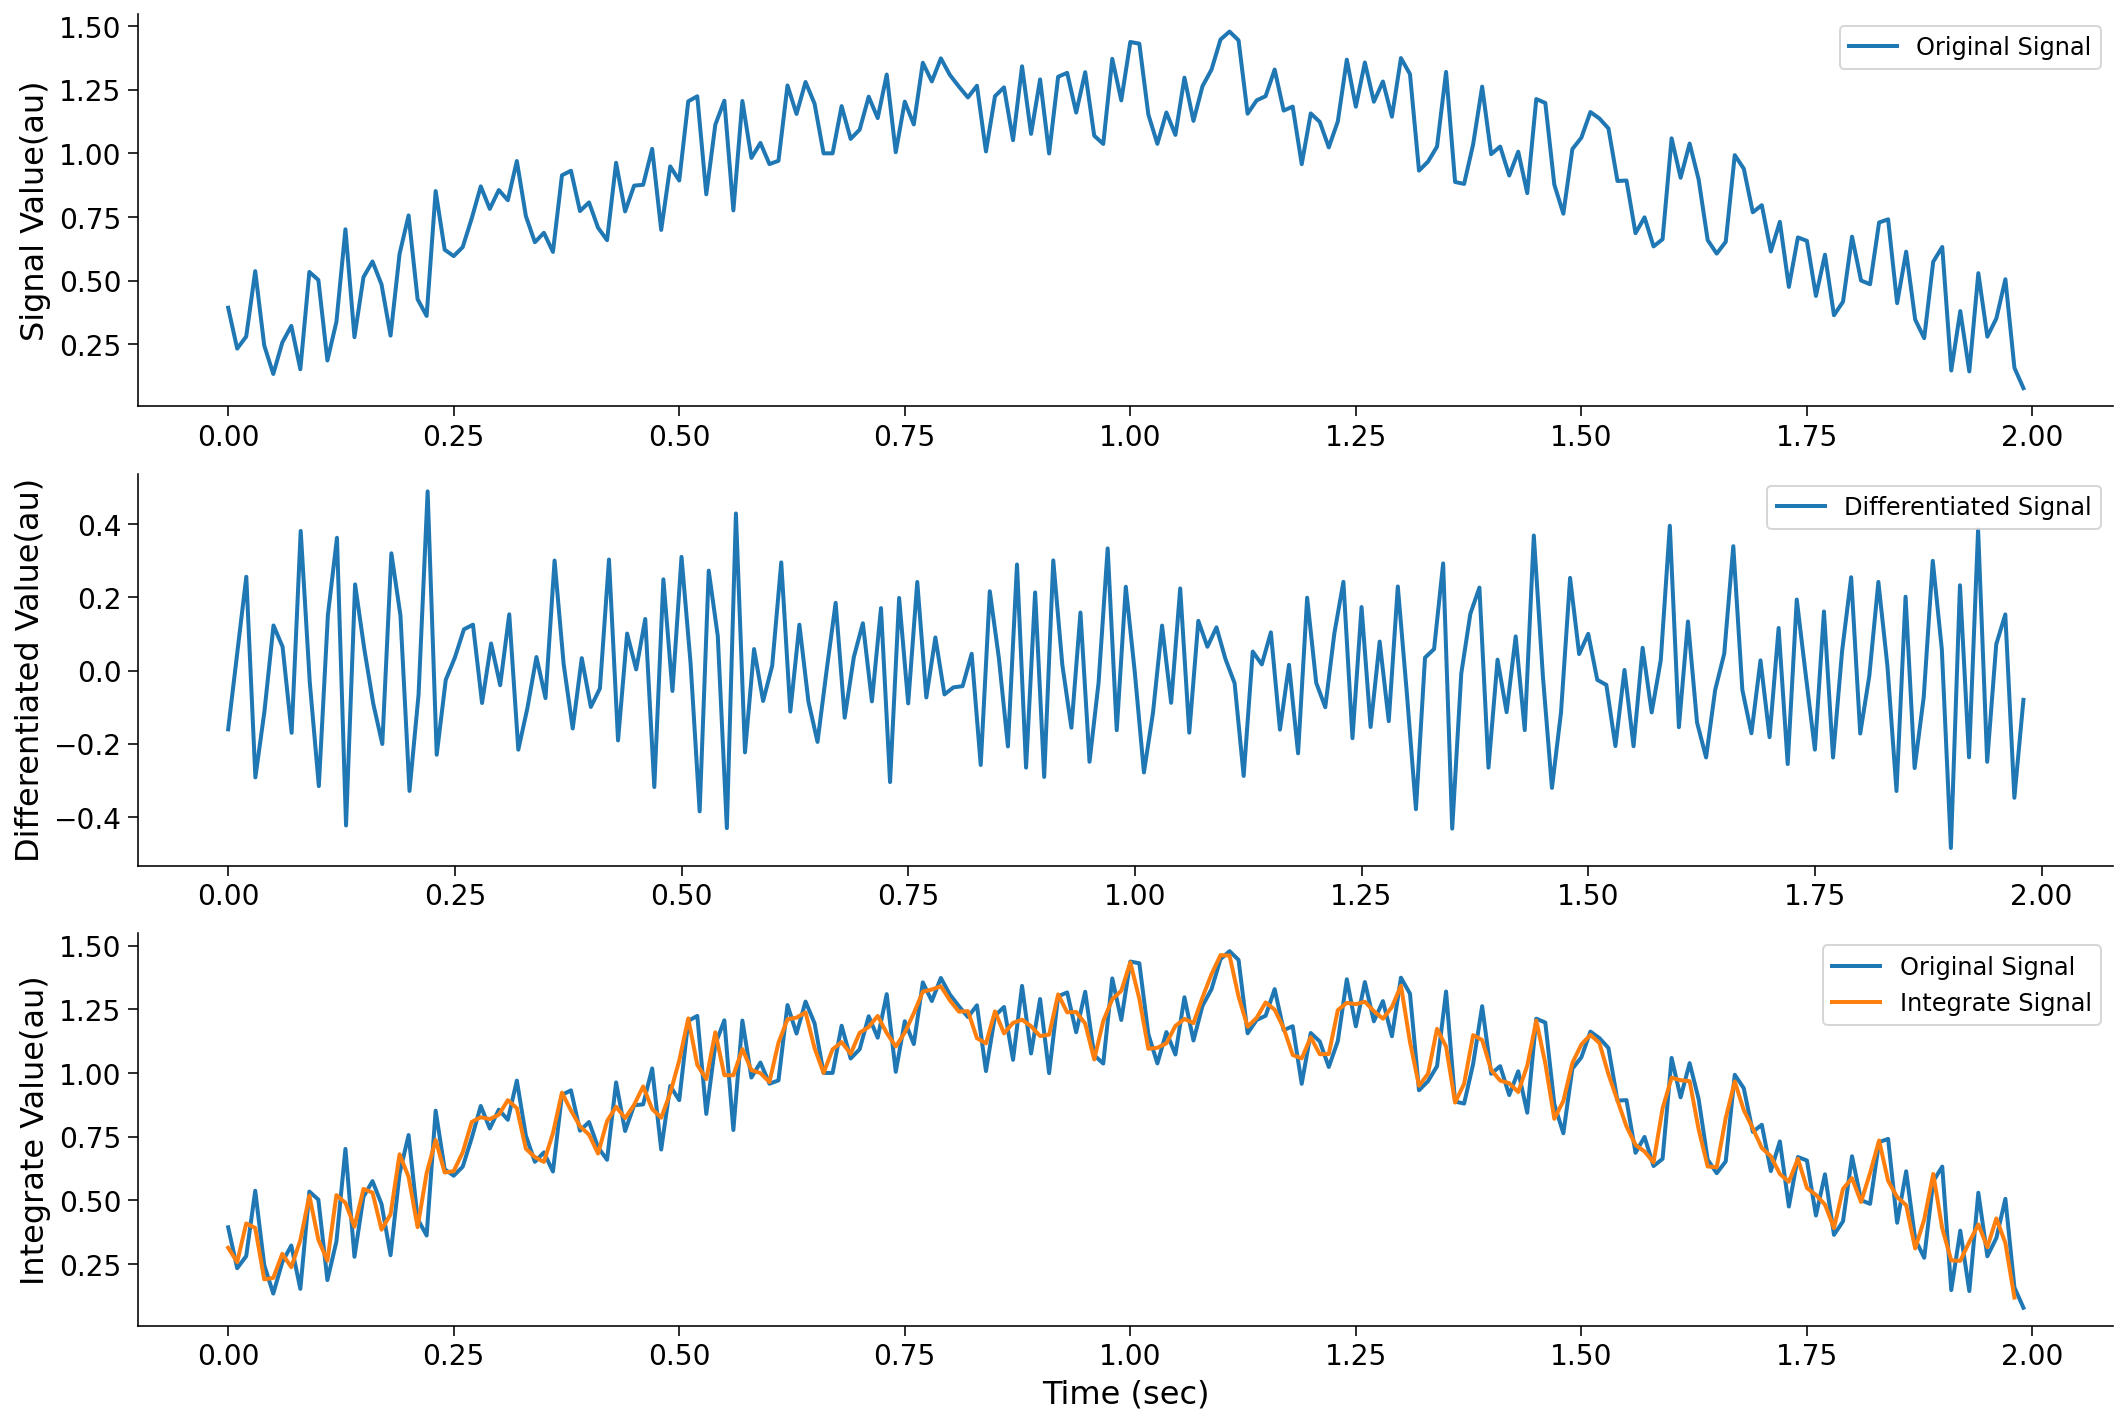 Signal Value(au)
1.50
1.25
1.00
0.75
0.50
0.25
Original Signal
0.00 0.25 0.50 0.75 1.00 1.25 1.50 1.75 2.00
Differentiated Value(au)
0.4
0.2
0.0
−0.2
−0.4
Differentiated Signal
0.00 0.25 0.50 0.75 1.00 1.25 1.50 1.75 2.00
Integrate Value(au)
1.50
1.25
1.00
0.75
0.50
0.25
Original Signal
Integrate Signal
0.00 0.25 0.50 0.75 1.00 1.25 1.50 1.75 2.00
Time (sec)